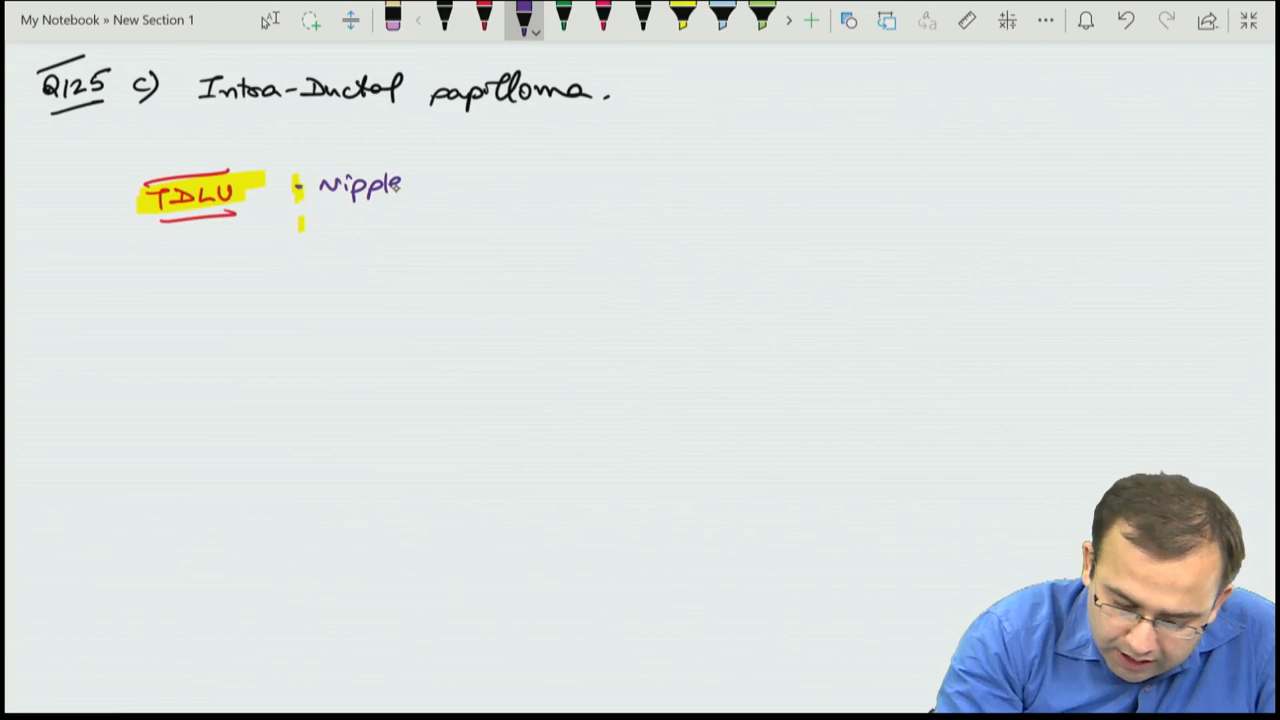 My Notebook » New Section 1
Q125 c) Intra-Ductal papilloma.
TDLU - Nipple